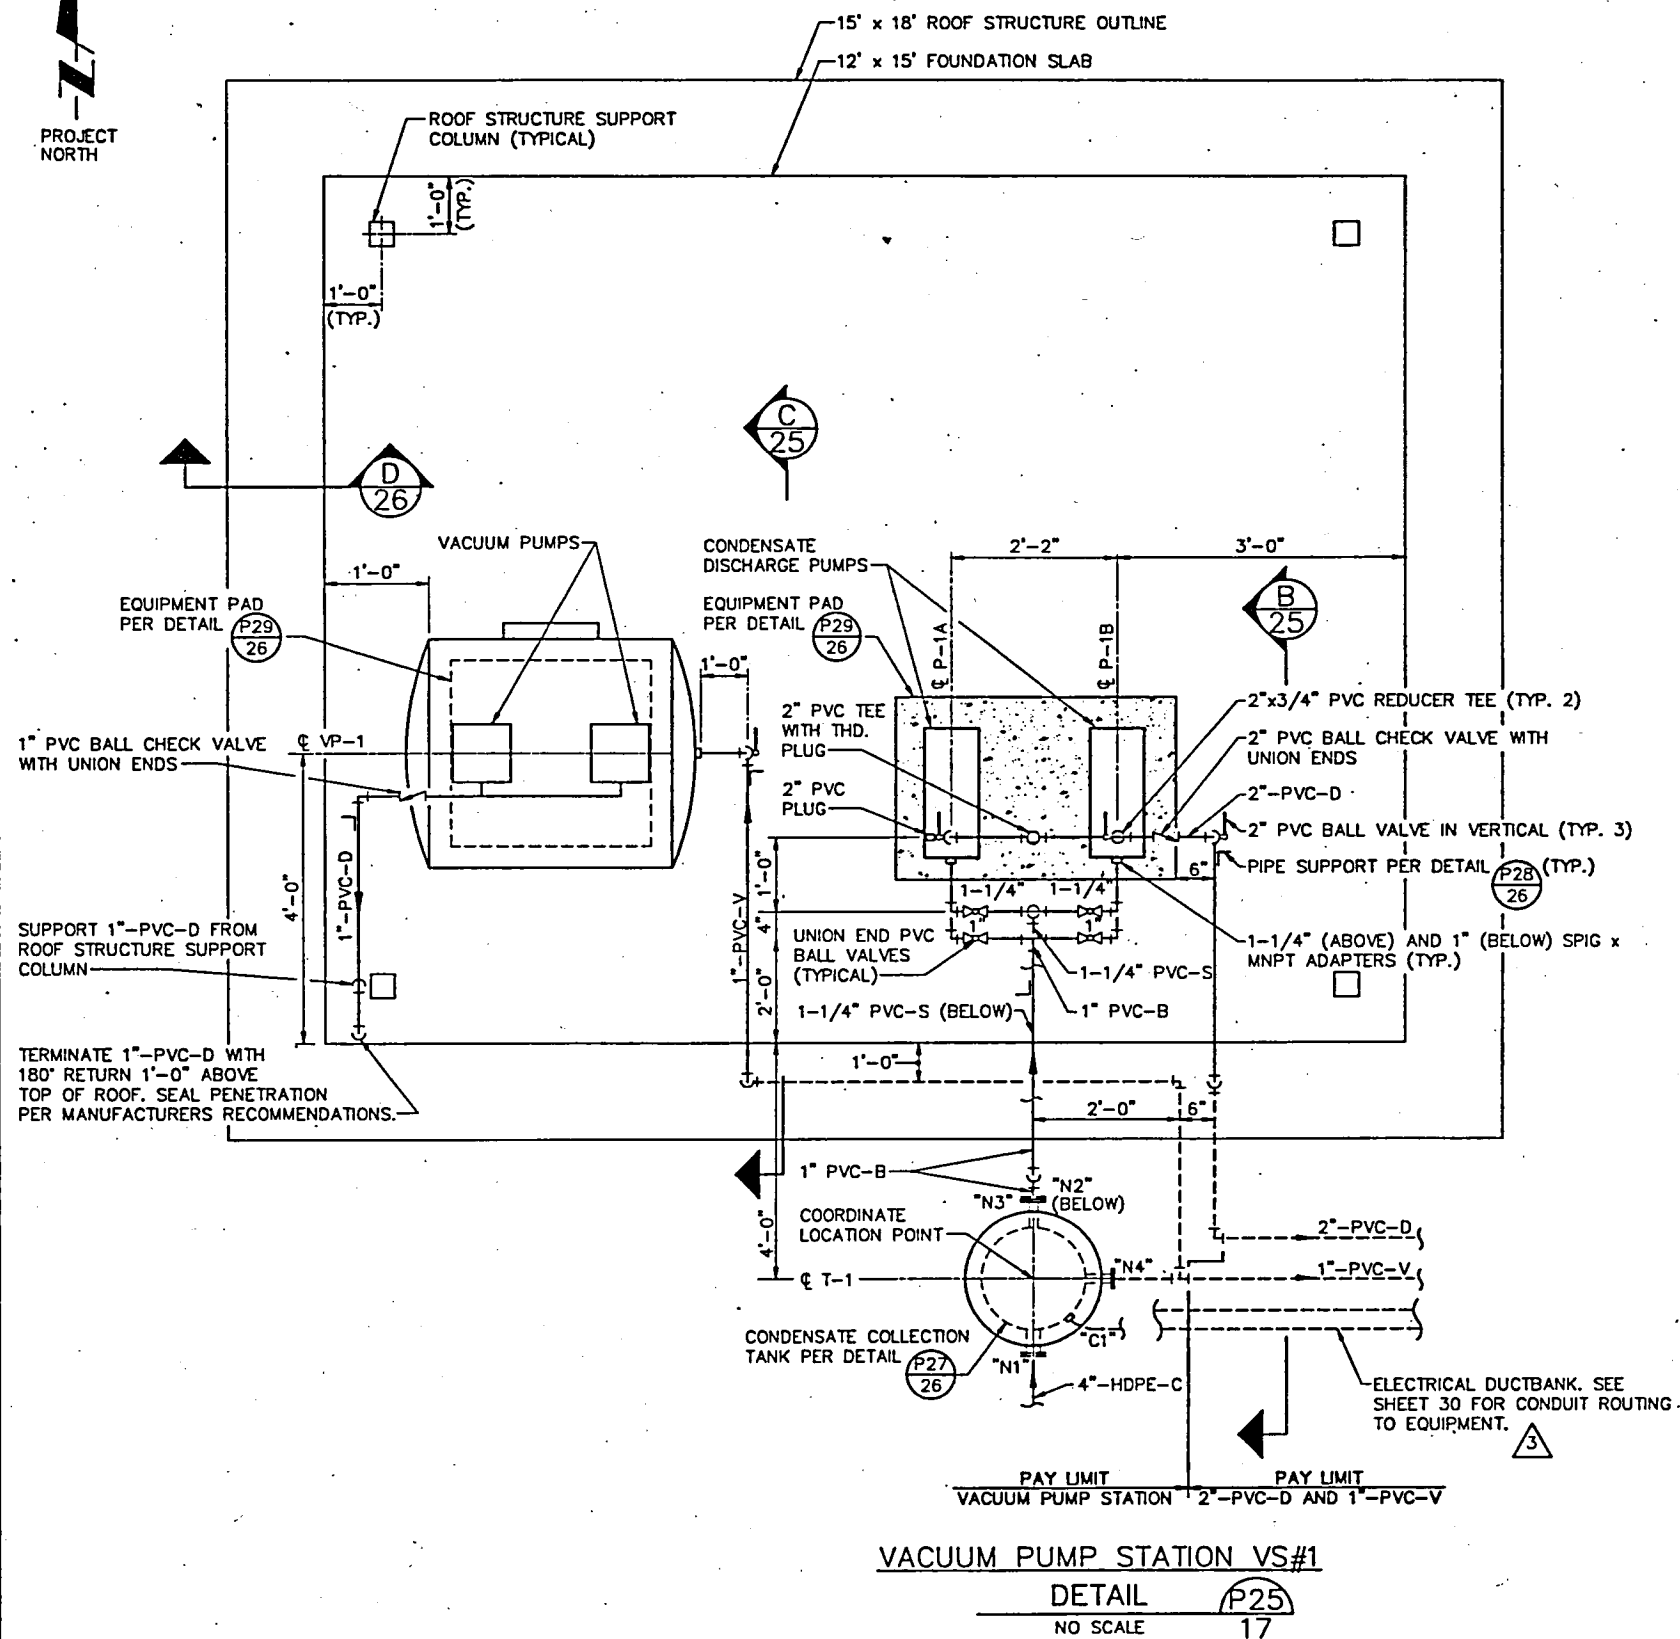 15' x 18' ROOF STRUCTURE OUTLINE
12' x 15' FOUNDATION SLAB
PROJECT
NORTH
ROOF STRUCTURE SUPPORT
COLUMN (TYPICAL)
1'-0"
(TYP.)
1'-0"
(TYP.)
C
25
D
26
VACUUM PUMPS
CONDENSATE
DISCHARGE PUMPS
2'-2"
3'-0"
1'-0"
EQUIPMENT PAD
PER DETAIL
P29
26
EQUIPMENT PAD
PER DETAIL
P29
26
B
25
℄ P-1A
℄ P-1B
1'-0"
2"x3/4" PVC REDUCER TEE (TYP. 2)
2" PVC TEE
WITH THD.
PLUG
1" PVC BALL CHECK VALVE
WITH UNION ENDS
℄ VP-1
2" PVC BALL CHECK VALVE WITH
UNION ENDS
2" PVC
PLUG
2"-PVC-D
2" PVC BALL VALVE IN VERTICAL (TYP. 3)
PIPE SUPPORT PER DETAIL
P28
26
(TYP.)
6"
1'-0"
4'-0"
1"-PVC-D
1"-PVC-V
1-1/4"
1-1/4"
4"
1"
1"
SUPPORT 1"-PVC-D FROM
ROOF STRUCTURE SUPPORT
COLUMN
UNION END PVC
BALL VALVES
(TYPICAL)
1-1/4" (ABOVE) AND 1" (BELOW) SPIG x
MNPT ADAPTERS (TYP.)
1-1/4" PVC-S
2'-0"
1-1/4" PVC-S (BELOW)
1" PVC-B
TERMINATE 1"-PVC-D WITH
180° RETURN 1'-0" ABOVE
TOP OF ROOF. SEAL PENETRATION
PER MANUFACTURERS RECOMMENDATIONS.
1'-0"
2'-0"
6"
1" PVC-B
"N3"
"N2"
(BELOW)
COORDINATE
LOCATION POINT
4'-0"
2"-PVC-D
℄ T-1
"N4"
1"-PVC-V
CONDENSATE COLLECTION
TANK PER DETAIL
P27
26
"C1"
"N1"
4"-HDPE-C
ELECTRICAL DUCTBANK. SEE
SHEET 30 FOR CONDUIT ROUTING
TO EQUIPMENT.
3
PAY LIMIT
VACUUM PUMP STATION
PAY LIMIT
2"-PVC-D AND 1"-PVC-V
VACUUM PUMP STATION VS#1
DETAIL
P25
NO SCALE
17